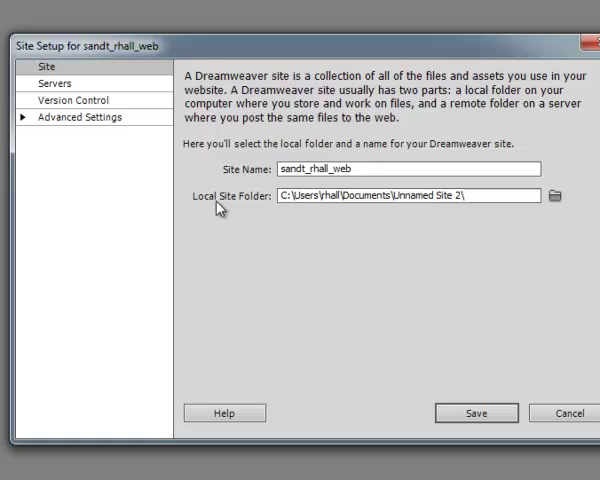 Site Setup for sandt_rhall_web
Site
Servers
Version Control
Advanced Settings
A Dreamweaver site is a collection of all of the files and assets you use in your
website. A Dreamweaver site usually has two parts: a local folder on your
computer where you store and work on files, and a remote folder on a server
where you post the same files to the web.
Here you'll select the local folder and a name for your Dreamweaver site.
Site Name: sandt_rhall_web
Local Site Folder: C:\Users\rhall\Documents\Unnamed Site 2\
Help
Save
Cancel